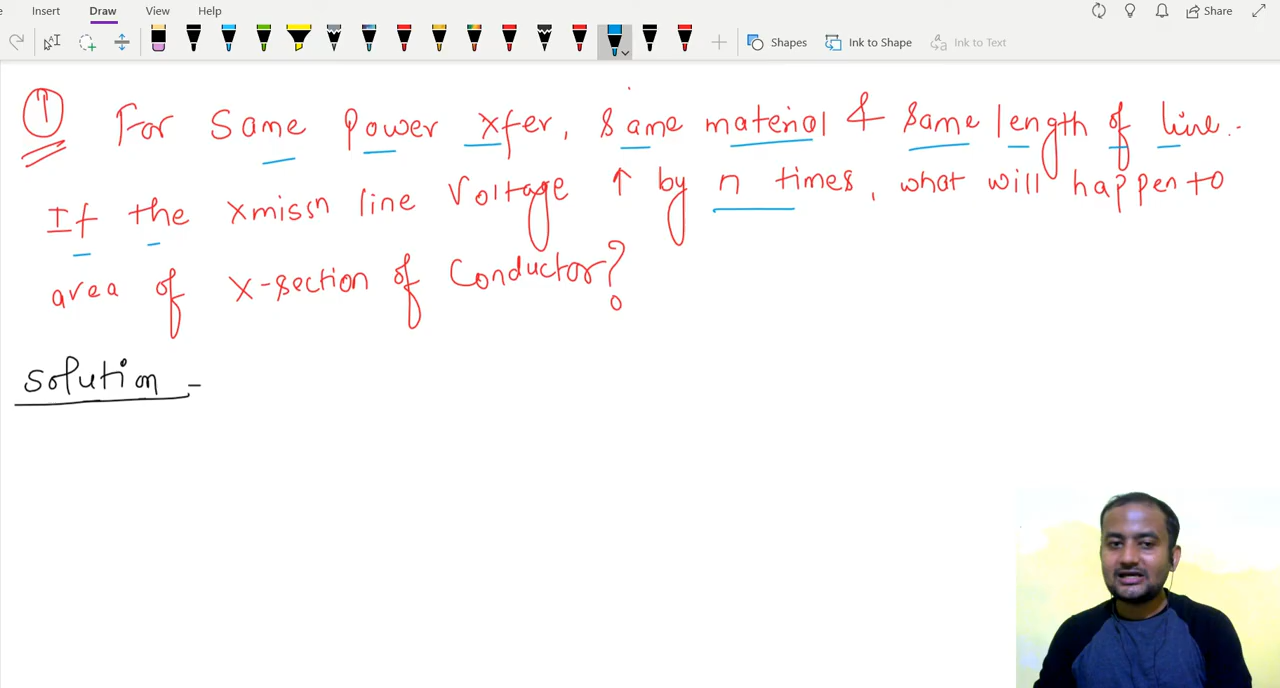 Insert Draw View Help Share
Shapes Ink to Shape Ink to Text
① For same power xfer, same material & same length of line..
If the xmissn line Voltage ↑ by n times, what will happen to
area of x-section of Conductor?
Solution -